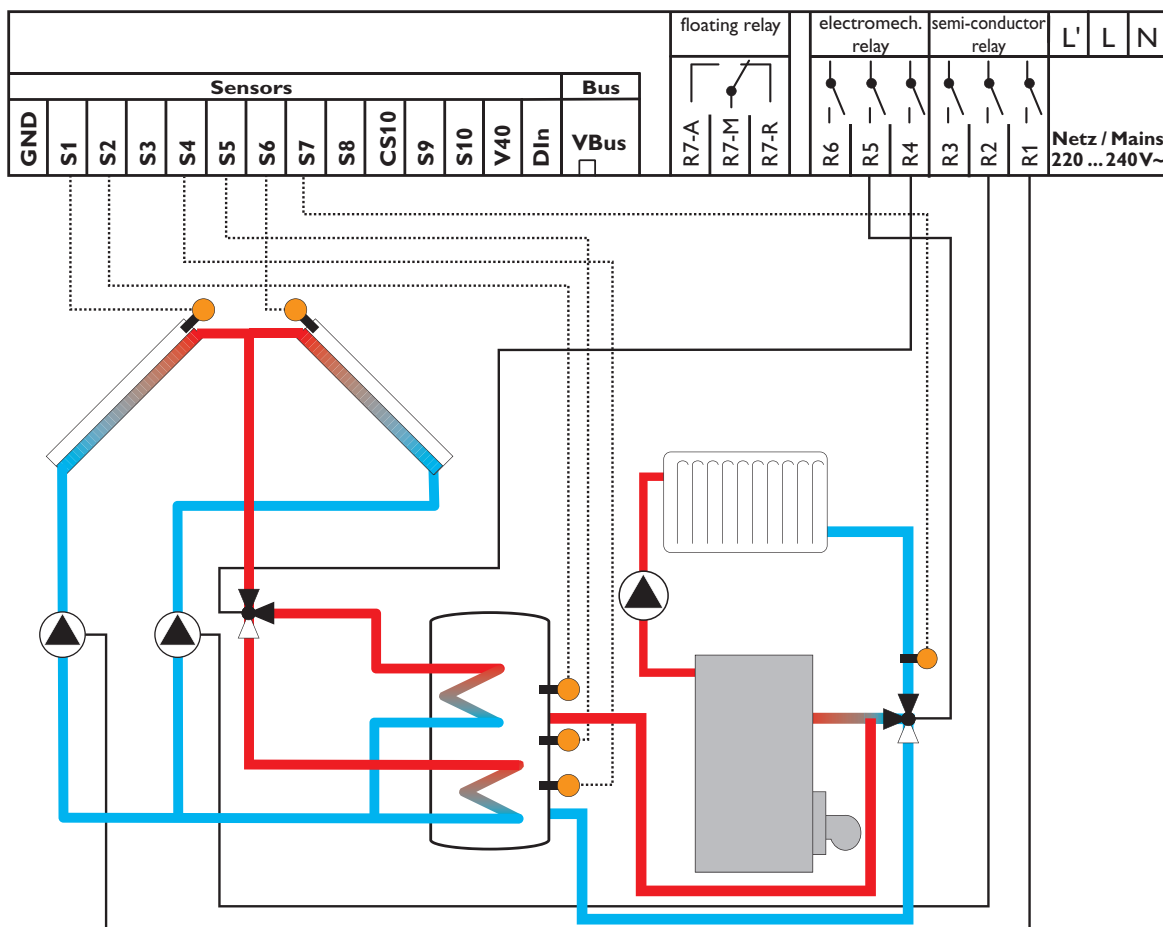 floating relay
electromech.
relay
semi-conductor
relay
L'
L
N
Sensors
Bus
GND
S1
S2
S3
S4
S5
S6
S7
S8
CS10
S9
S10
V40
DIn
VBus
R7-A
R7-M
R7-R
R6
R5
R4
R3
R2
R1
Netz / Mains
220 ... 240V~